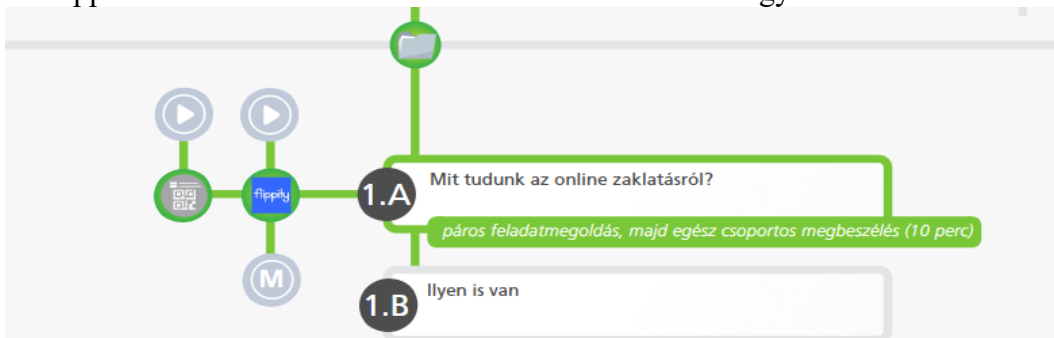 flippity
1.A
Mit tudunk az online zaklatásról?
páros feladatmegoldás, majd egész csoportos megbeszélés (10 perc)
M
1.B
Ilyen is van